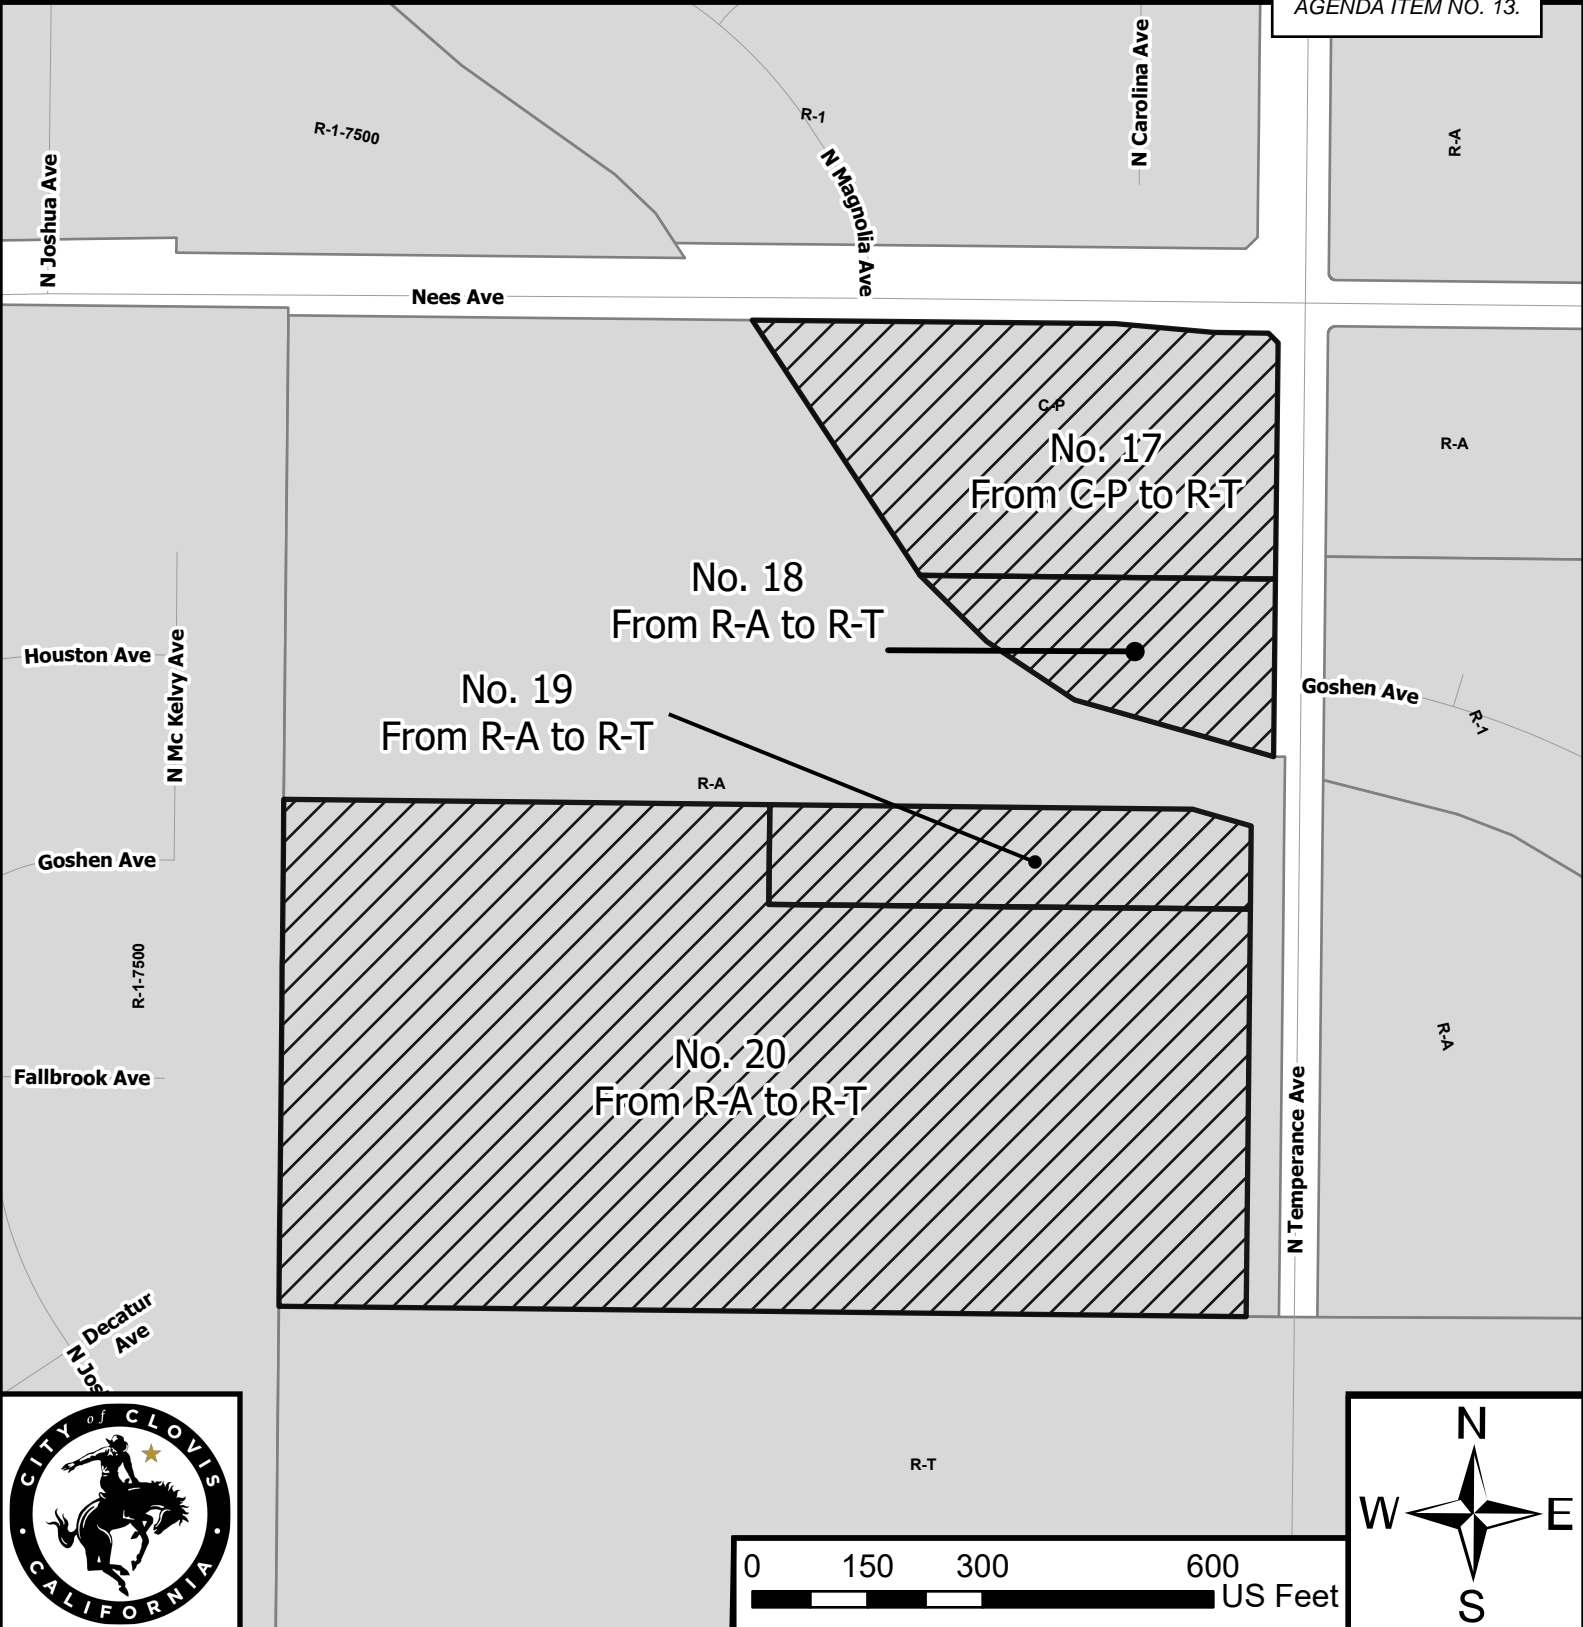 AGENDA ITEM NO. 13.
N Carolina Ave
R-1
R-1-7500
R-A
N Magnolia Ave
N Joshua Ave
Nees Ave
C-P
No. 17
From C-P to R-T
R-A
No. 18
From R-A to R-T
Houston Ave
N Mc Kelvy Ave
No. 19
From R-A to R-T
Goshen Ave
R-1
R-A
Goshen Ave
R-1-7500
No. 20
From R-A to R-T
R-A
Fallbrook Ave
N Temperance Ave
Decatur
Ave
N Jos
CITY of CLOVIS
CALIFORNIA
R-T
N
W E
S
0 150 300 600
US Feet